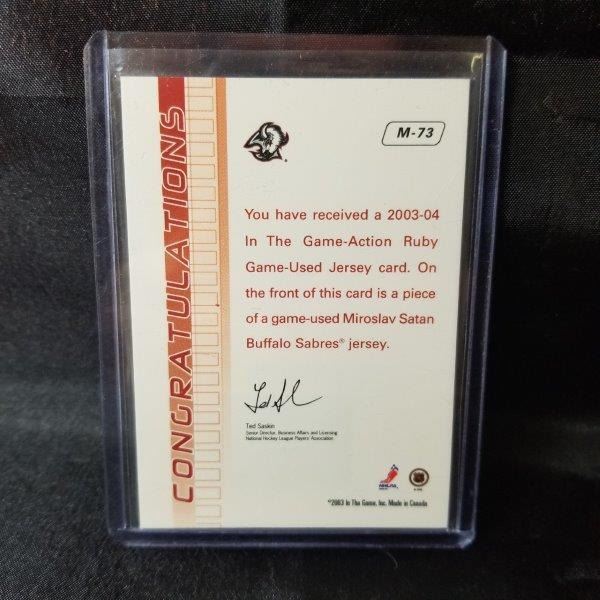 CONGRATULATIONS
M-73
You have received a 2003-04
In The Game-Action Ruby
Game-Used Jersey card. On
the front of this card is a piece
of a game-used Miroslav Satan
Buffalo Sabres® jersey.
Ted Saskin
Senior Director, Business Affairs and Licensing
National Hockey League Players' Association
NHLPA
©2003 In The Game, Inc. Made in Canada